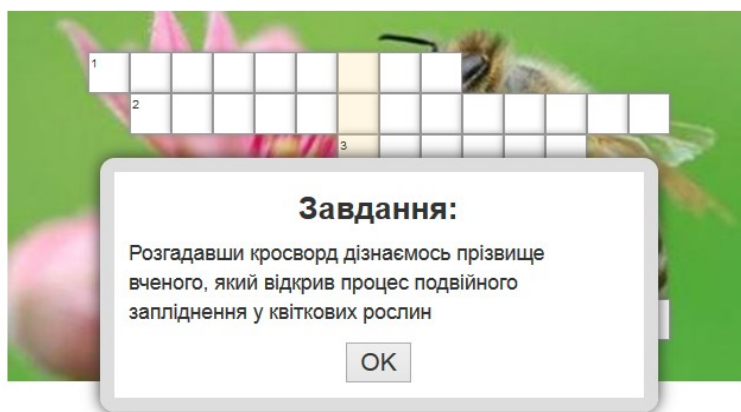 1
2
3
Завдання:
Розгадавши кросворд дізнаємось прізвище
вченого, який відкрив процес подвійного
запліднення у квіткових рослин
OK